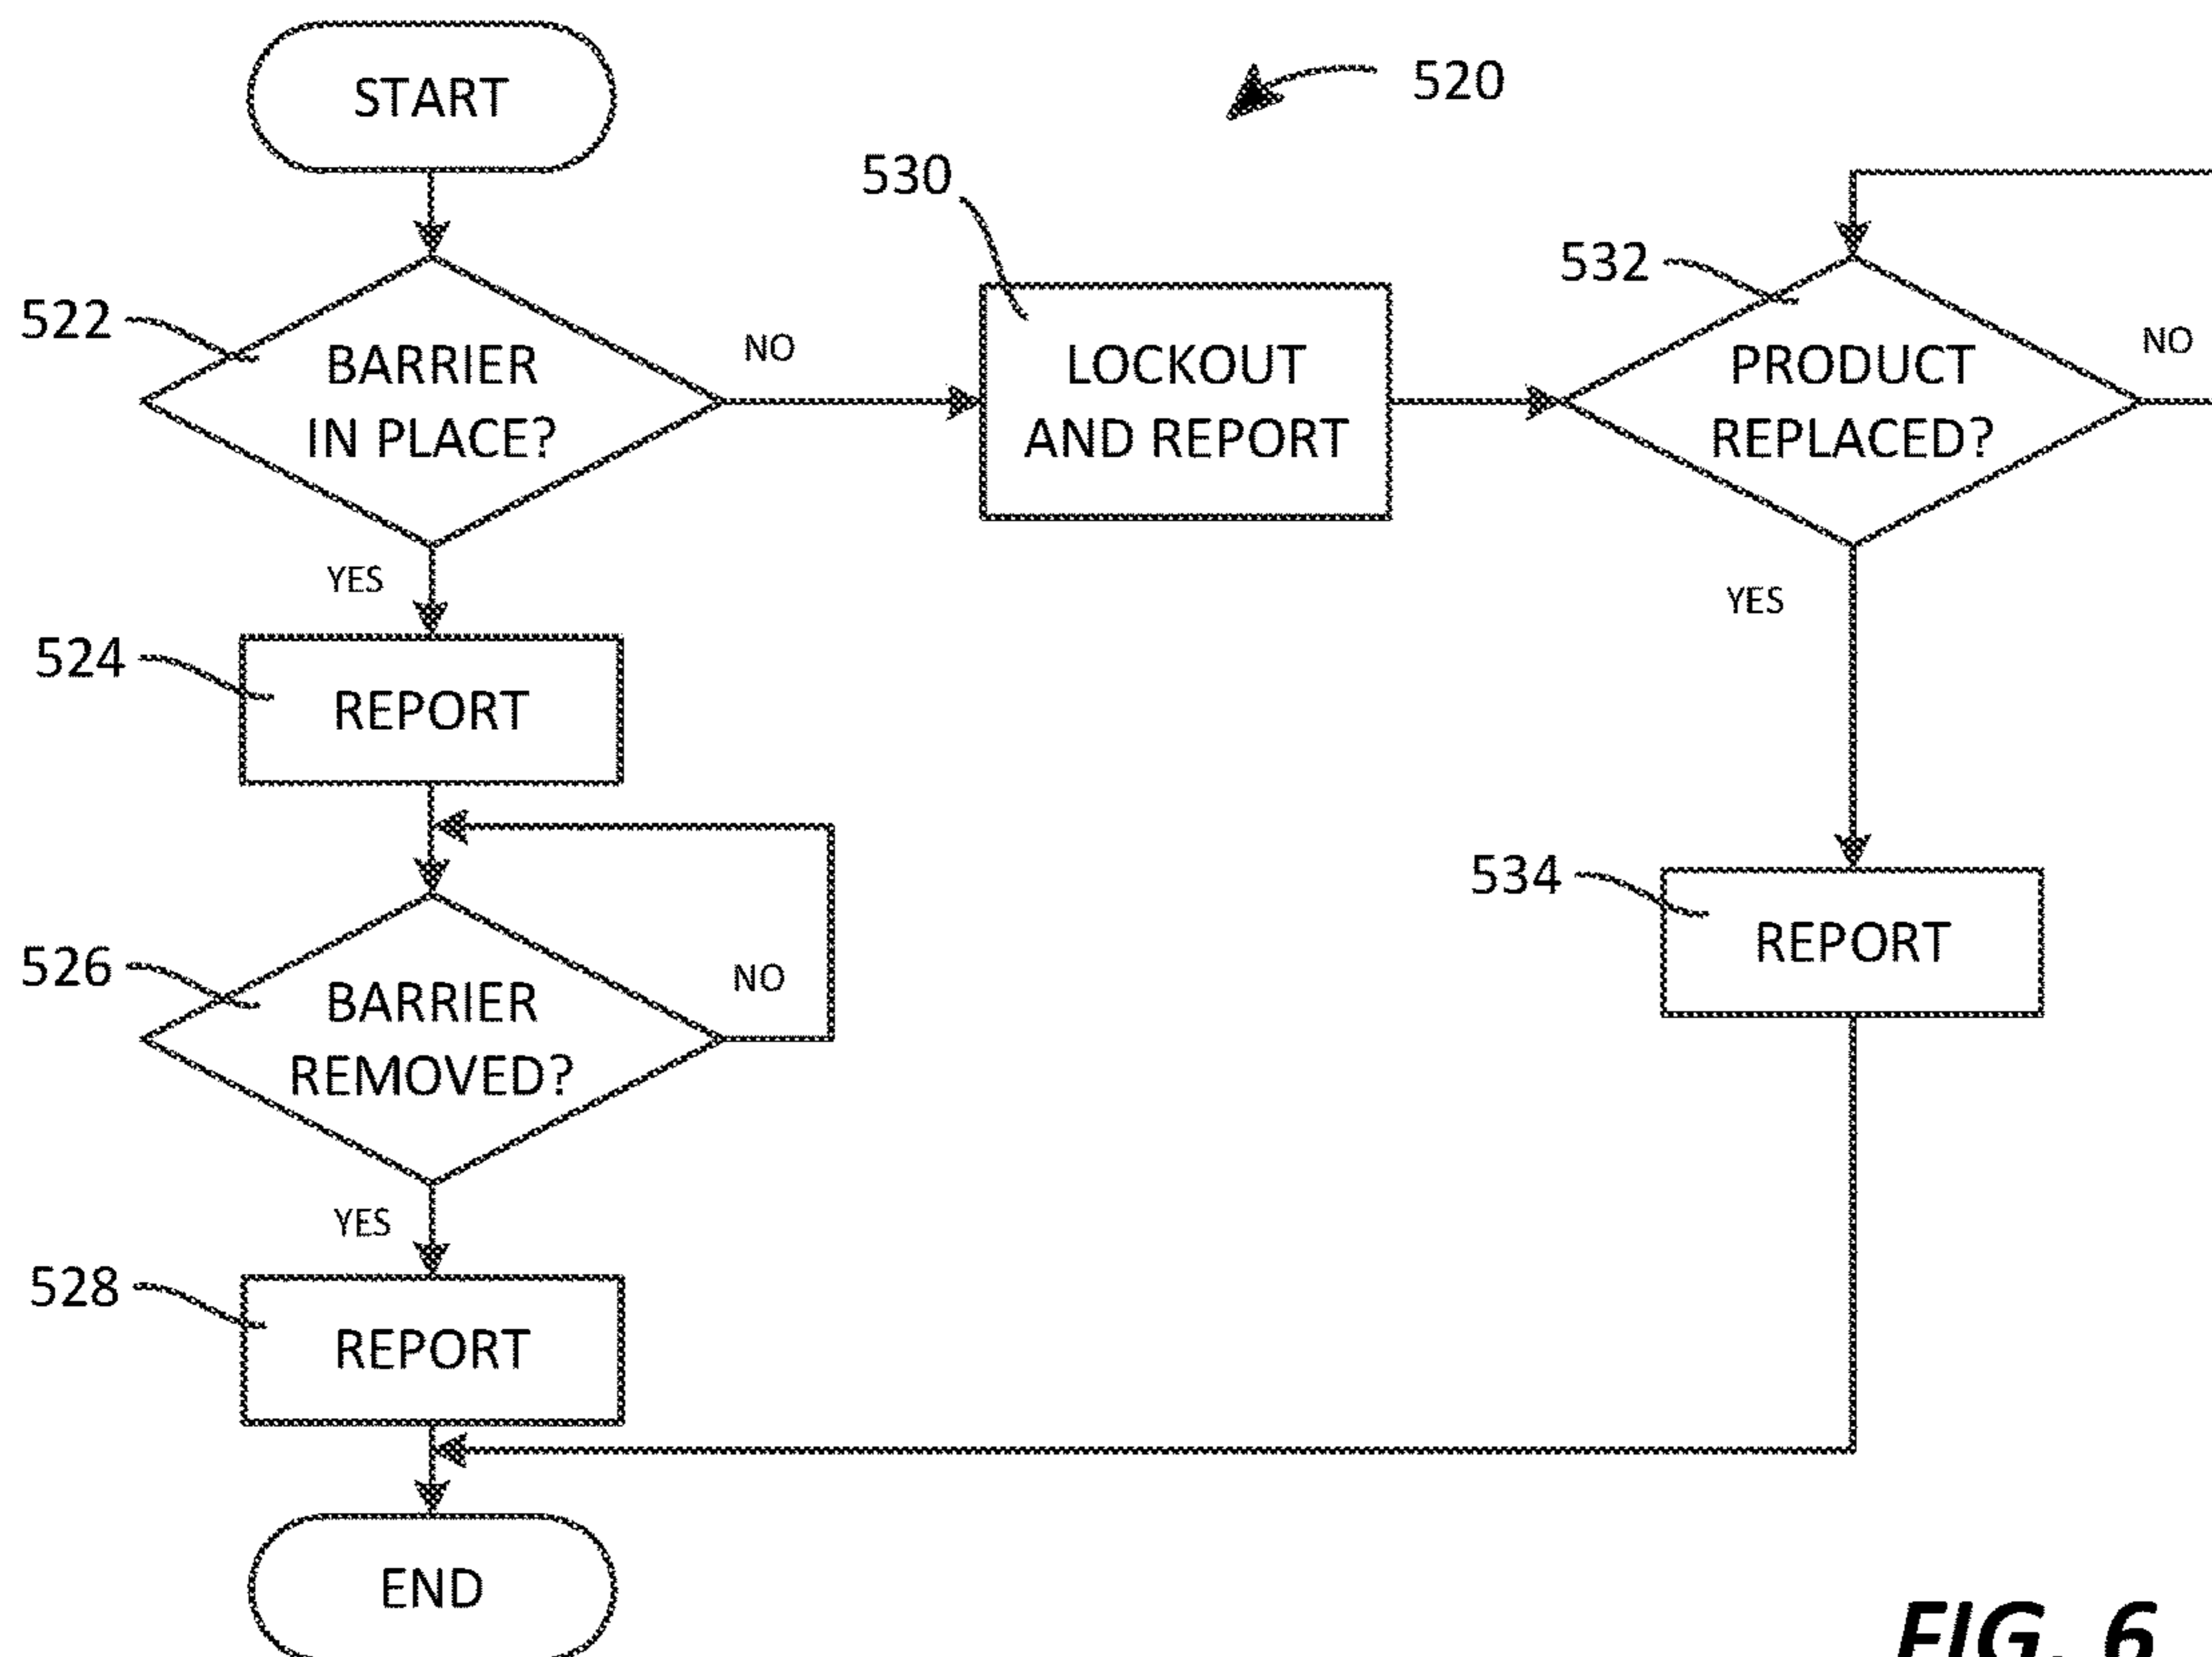 START
520
530
532
522
BARRIER
IN PLACE?
NO
LOCKOUT
AND REPORT
PRODUCT
REPLACED?
NO
YES
YES
524
REPORT
534
REPORT
526
BARRIER
REMOVED?
NO
YES
528
REPORT
END
FIG. 6